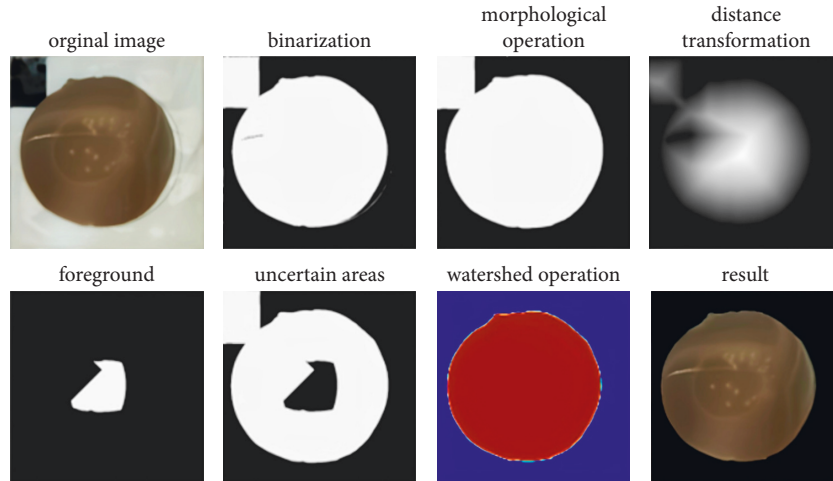 orginal image
binarization
morphological
operation
distance
transformation
foreground
uncertain areas
watershed operation
result